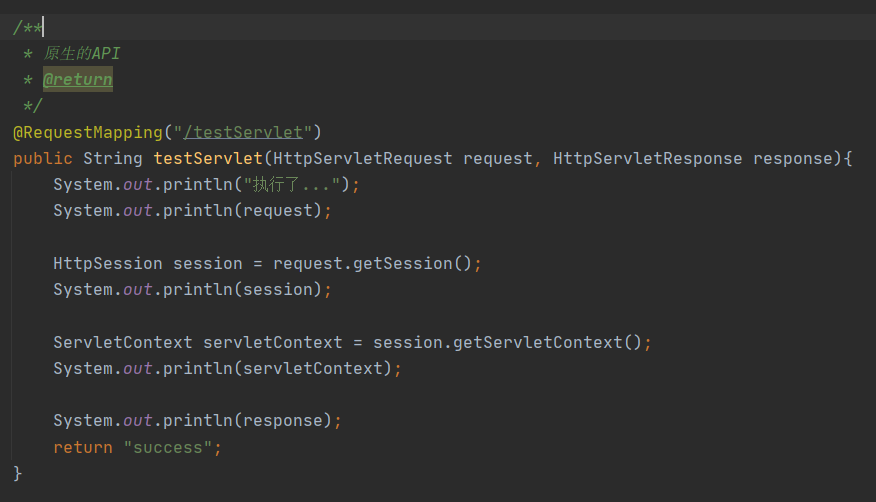 /**
 * 原生的API
 * @return
 */
@RequestMapping("/testServlet")
public String testServlet(HttpServletRequest request, HttpServletResponse response){
    System.out.println("执行了...");
    System.out.println(request);

    HttpSession session = request.getSession();
    System.out.println(session);

    ServletContext servletContext = session.getServletContext();
    System.out.println(servletContext);

    System.out.println(response);
    return "success";
}